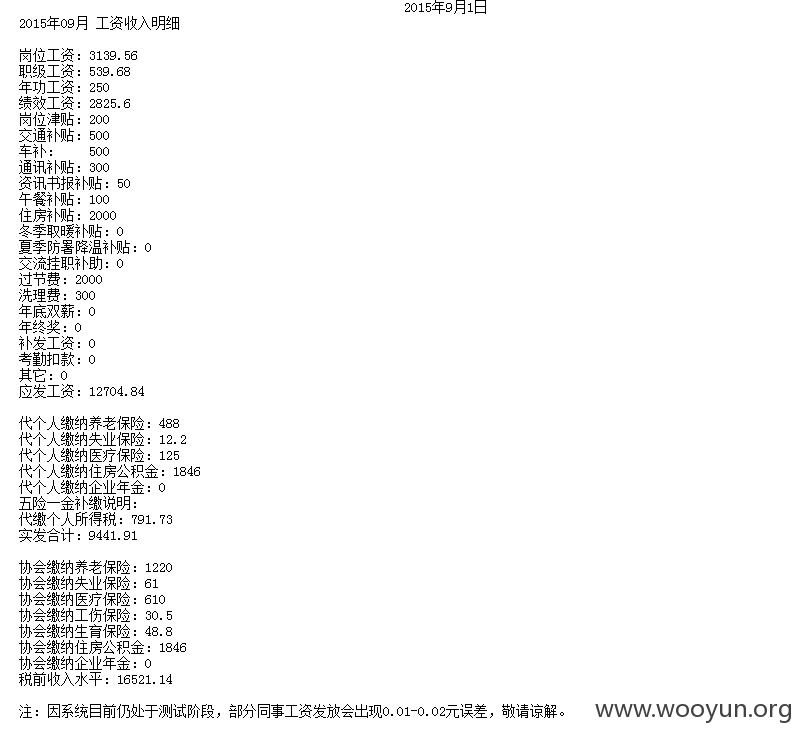 2015年9月1日
2015年09月 工资收入明细
岗位工资：3139.56
职级工资：539.68
年功工资：250
绩效工资：2825.6
岗位津贴：200
交通补贴：500
车补： 500
通讯补贴：300
资讯书报补贴：50
午餐补贴：100
住房补贴：2000
冬季取暖补贴：0
夏季防暑降温补贴：0
交流挂职补助：0
过节费：2000
洗理费：300
年底双薪：0
年终奖：0
补发工资：0
考勤扣款：0
其它：0
应发工资：12704.84
代个人缴纳养老保险：488
代个人缴纳失业保险：12.2
代个人缴纳医疗保险：125
代个人缴纳住房公积金：1846
代个人缴纳企业年金：0
五险一金补缴说明：
代缴个人所得税：791.73
实发合计：9441.91
协会缴纳养老保险：1220
协会缴纳失业保险：61
协会缴纳医疗保险：610
协会缴纳工伤保险：30.5
协会缴纳生育保险：48.8
协会缴纳住房公积金：1846
协会缴纳企业年金：0
税前收入水平：16521.14
注：因系统目前仍处于测试阶段，部分同事工资发放会出现0.01-0.02元误差，敬请谅解。
www.wooyun.org